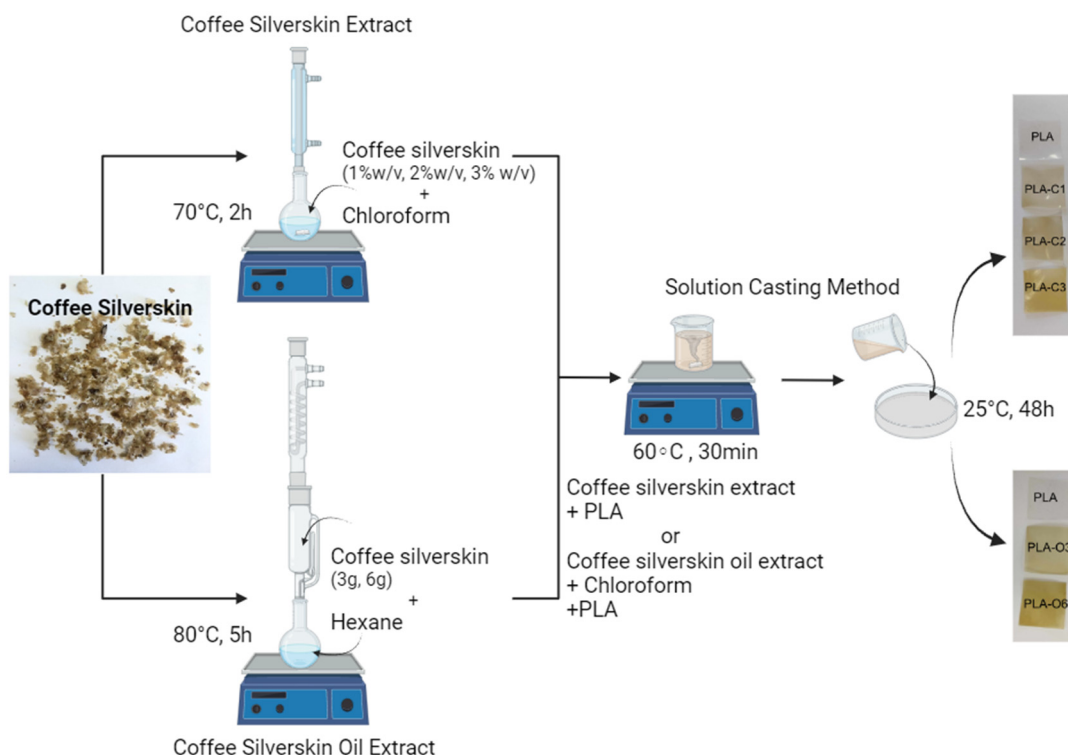 Coffee Silverskin Extract
Coffee silverskin
(1%w/v, 2%w/v, 3% w/v)
+
Chloroform
70°C, 2h
Coffee Silverskin
Coffee silverskin
(3g, 6g)
+
Hexane
80°C, 5h
Coffee Silverskin Oil Extract
60°C , 30min
Coffee silverskin extract
+ PLA
or
Coffee silverskin oil extract
+ Chloroform
+PLA
Solution Casting Method
25°C, 48h
PLA
PLA-C1
PLA-C2
PLA-C3
PLA
PLA-O3
PLA-O6